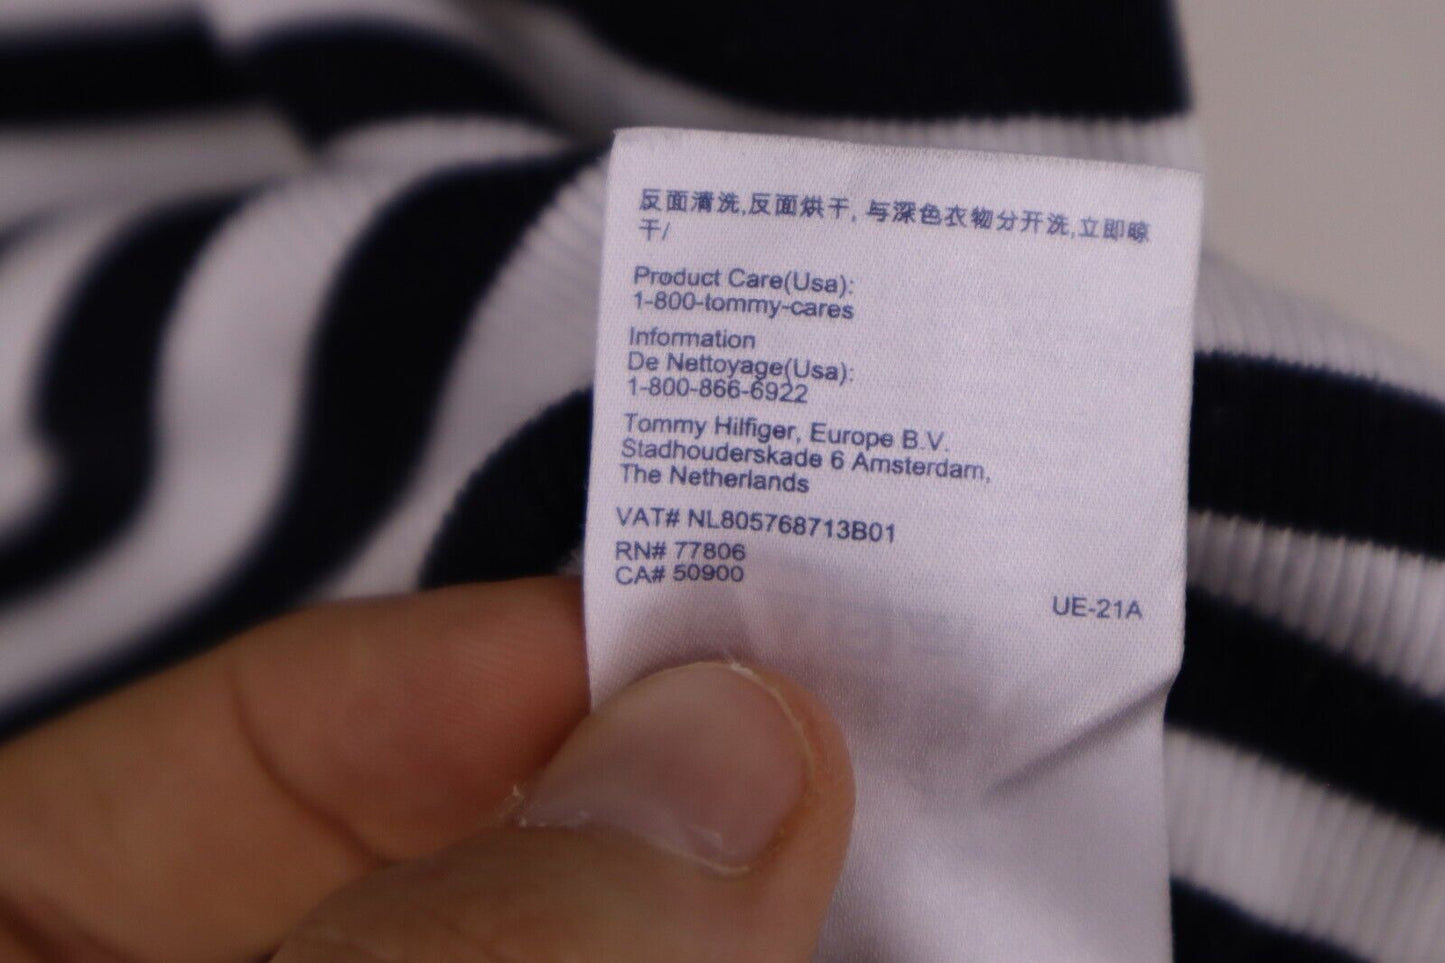 反面清洗,反面烘干, 与深色衣物分开洗,立即晾
干/
Product Care(Usa):
1-800-tommy-cares
Information
De Nettoyage(Usa):
1-800-866-6922
Tommy Hilfiger, Europe B.V.
Stadhouderskade 6 Amsterdam,
The Netherlands
VAT# NL805768713B01
RN# 77806
CA# 50900
UE-21A